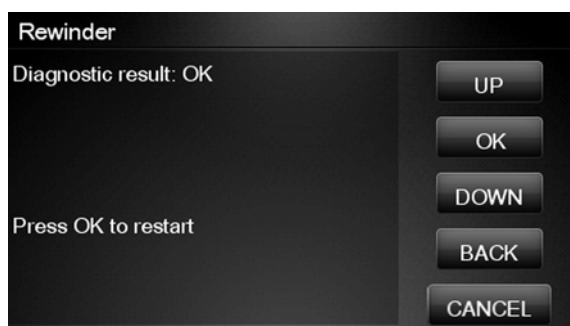 Rewinder
Diagnostic result: OK
Press OK to restart
UP
OK
DOWN
BACK
CANCEL